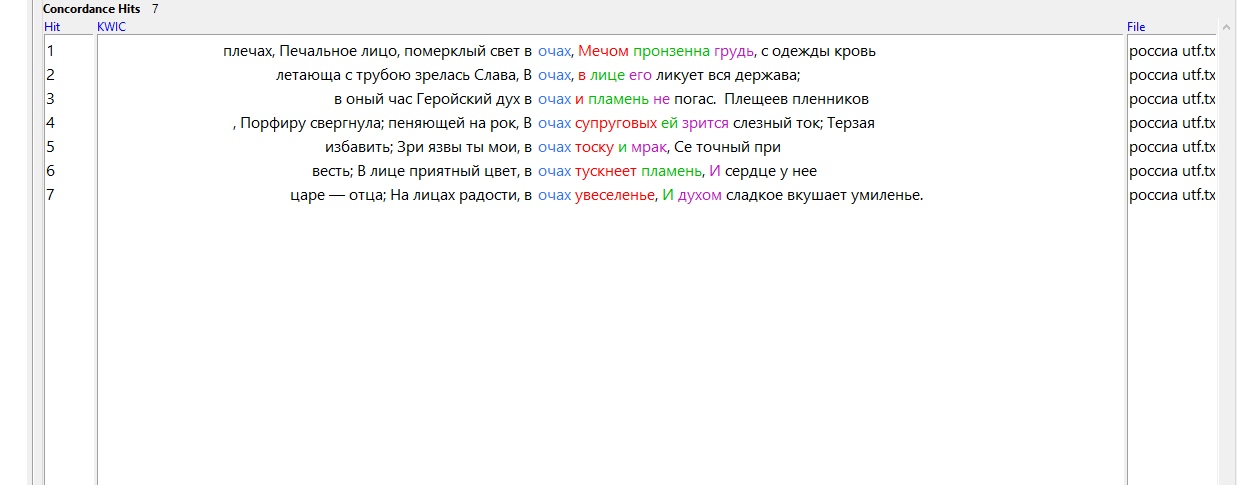 Concordance Hits 7
Hit KWIC File
1 плечах, Печальное лицо, померклый свет в очах, Мечом пронзенна грудь, с одежды кровь россиа utf.tx
2 летающа с трубою зрелась Слава, В очах, в лице его ликует вся держава; россиа utf.tx
3 в оный час Геройский дух в очах и пламень не погас. Плещеев пленников россиа utf.tx
4 , Порфиру свергнула; пеняющей на рок, В очах супруговых ей зрится слезный ток; Терзая россиа utf.tx
5 избавить; Зри язвы ты мои, в очах тоску и мрак, Се точный при россиа utf.tx
6 весть; В лице приятный цвет, в очах тускнеет пламень, И сердце у нее россиа utf.tx
7 царе — отца; На лицах радости, в очах увеселенье, И духом сладкое вкушает умиленье. россиа utf.tx